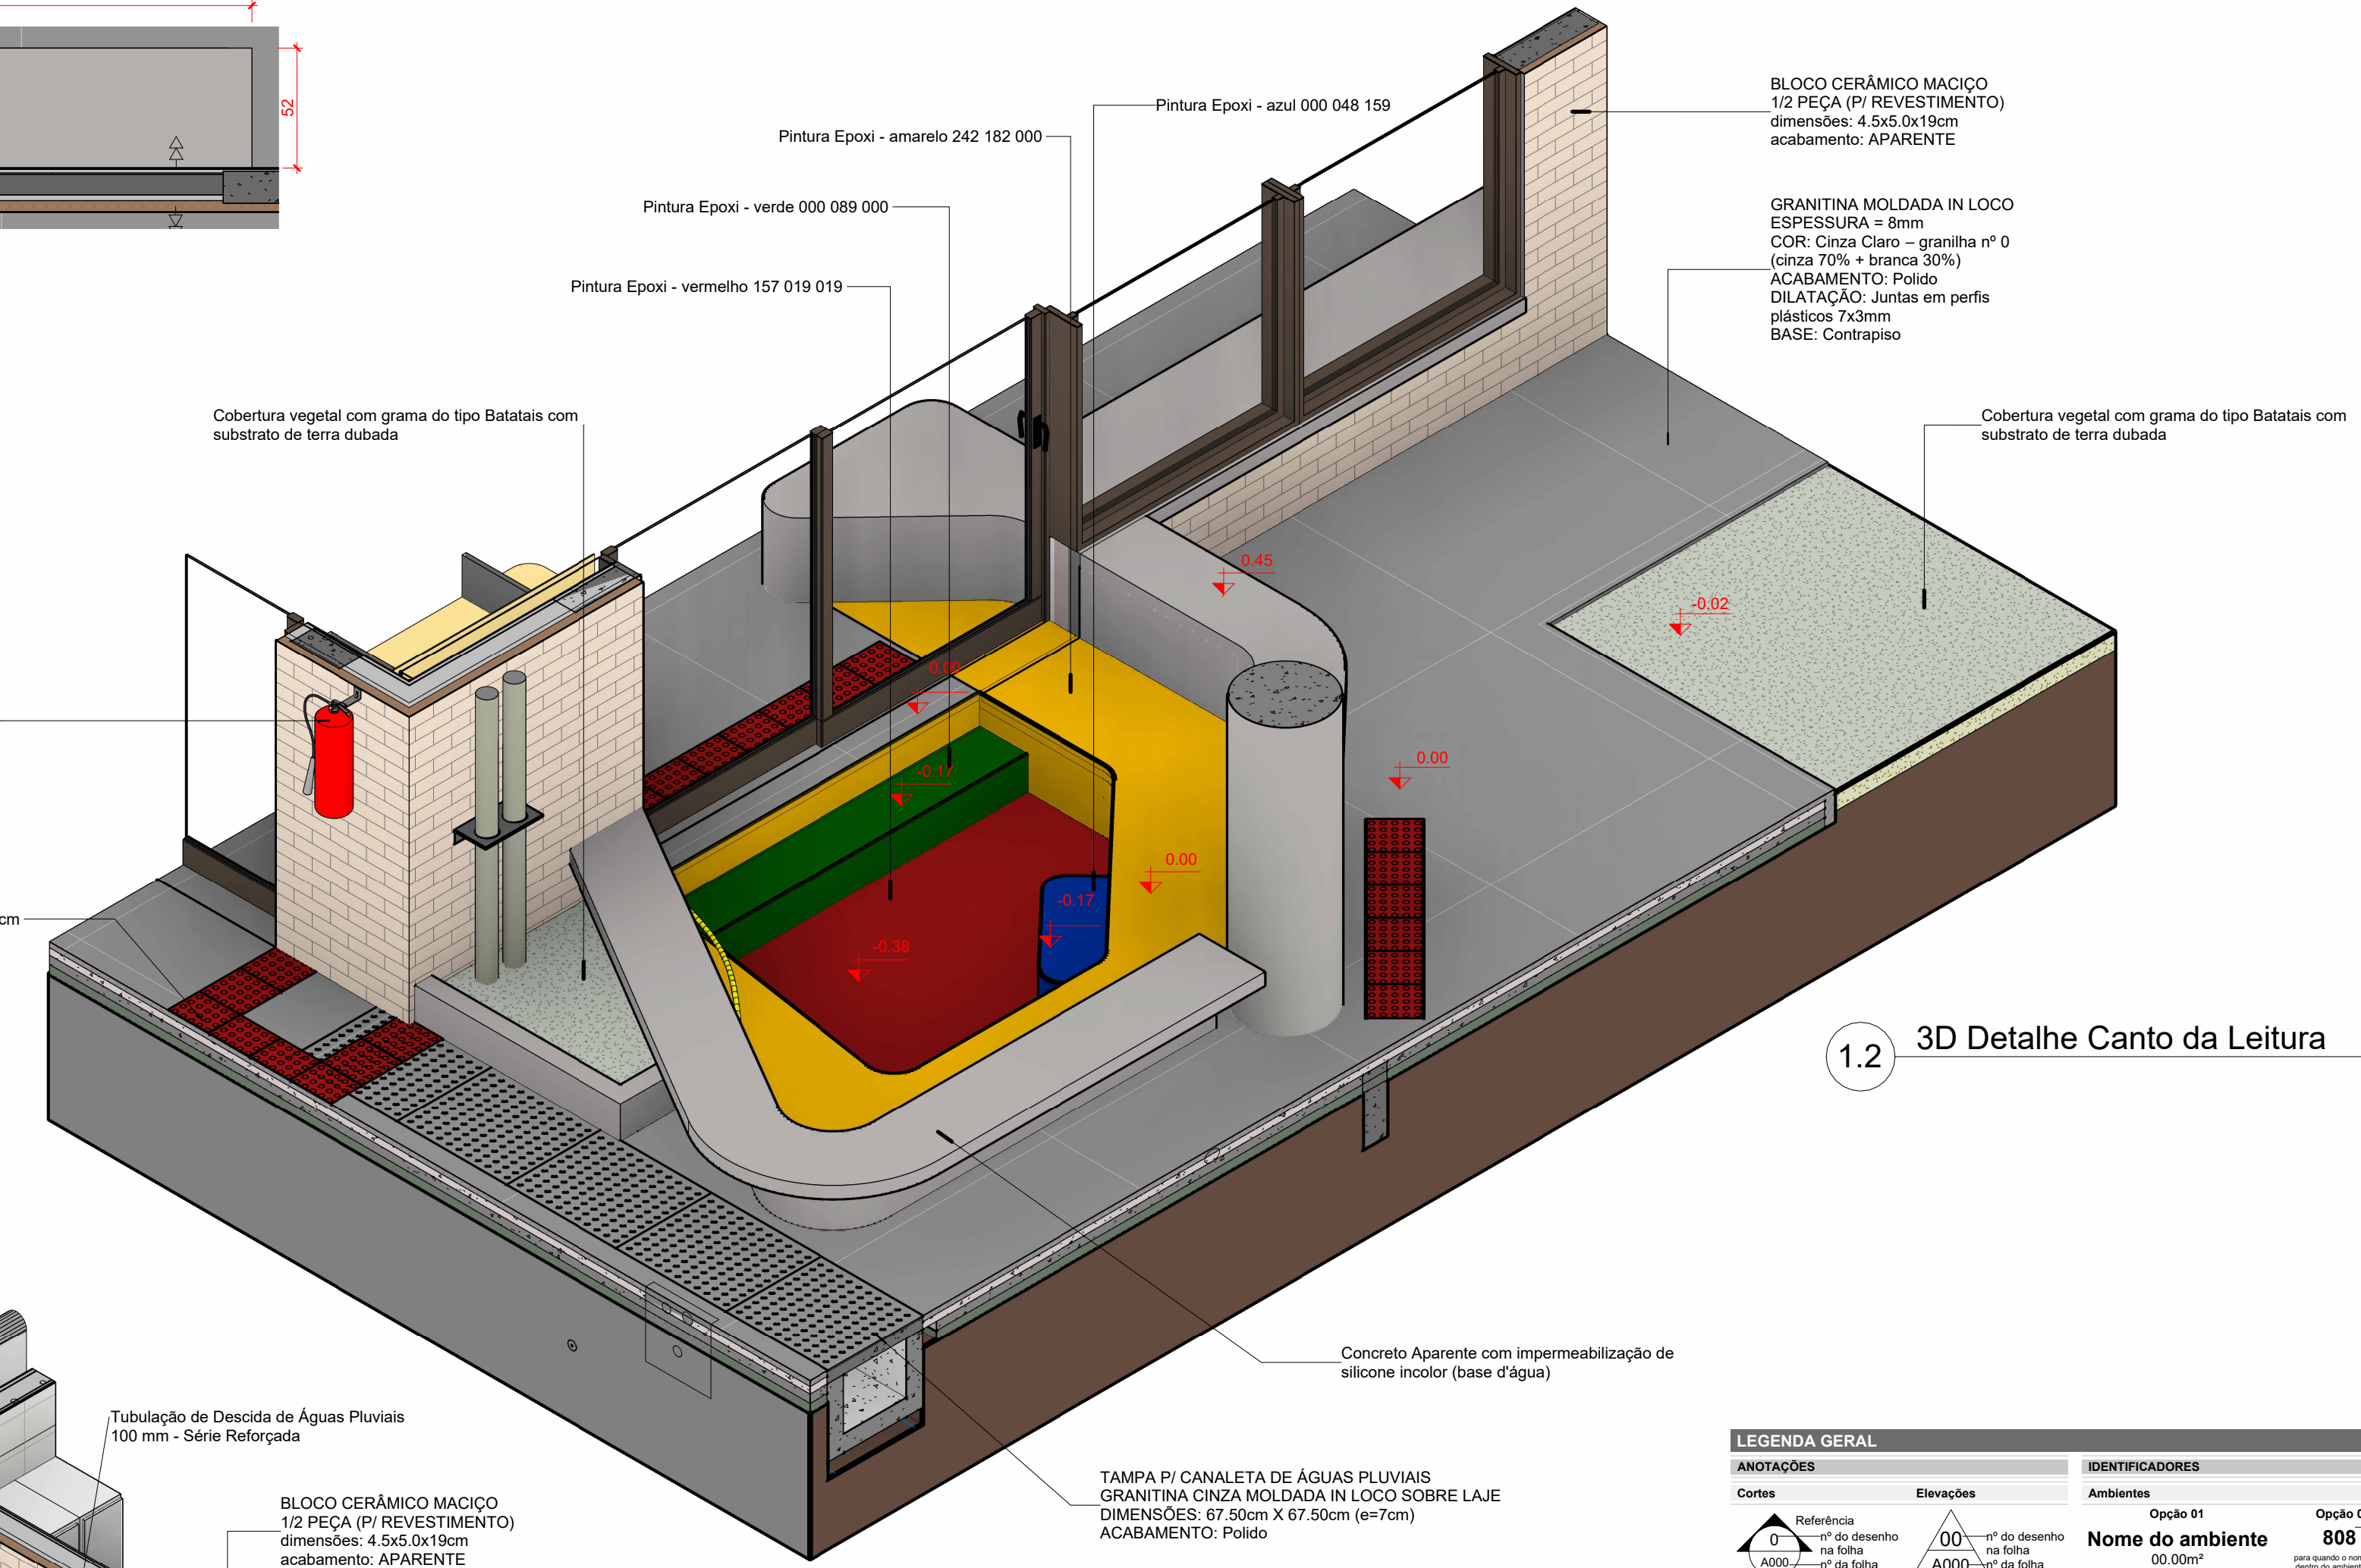 52
Pintura Epoxi - azul 000 048 159
Pintura Epoxi - amarelo 242 182 000
Pintura Epoxi - verde 000 089 000
Pintura Epoxi - vermelho 157 019 019
BLOCO CERÂMICO MACIÇO
1/2 PEÇA (P/ REVESTIMENTO)
dimensões: 4.5x5.0x19cm
acabamento: APARENTE
GRANITINA MOLDADA IN LOCO
ESPESSURA = 8mm
COR: Cinza Claro – granilha nº 0
(cinza 70% + branca 30%)
ACABAMENTO: Polido
DILATAÇÃO: Juntas em perfis
plásticos 7x3mm
BASE: Contrapiso
Cobertura vegetal com grama do tipo Batatais com
substrato de terra dubada
Cobertura vegetal com grama do tipo Batatais com
substrato de terra dubada
0.45
-0.02
0.00
-0.17
0.00
0.00
-0.17
-0.38
cm
1.2
3D Detalhe Canto da Leitura
Concreto Aparente com impermeabilização de
silicone incolor (base d'água)
Tubulação de Descida de Águas Pluviais
100 mm - Série Reforçada
BLOCO CERÂMICO MACIÇO
1/2 PEÇA (P/ REVESTIMENTO)
dimensões: 4.5x5.0x19cm
acabamento: APARENTE
TAMPA P/ CANALETA DE ÁGUAS PLUVIAIS
GRANITINA CINZA MOLDADA IN LOCO SOBRE LAJE
DIMENSÕES: 67.50cm X 67.50cm (e=7cm)
ACABAMENTO: Polido
LEGENDA GERAL
ANOTAÇÕES
IDENTIFICADORES
Cortes
Elevações
Ambientes
Referência
0
nº do desenho
na folha
A000
nº da folha
00
nº do desenho
na folha
A000
nº da folha
Opção 01
Nome do ambiente
00.00m²
Opção
808
para quando o
dentro do